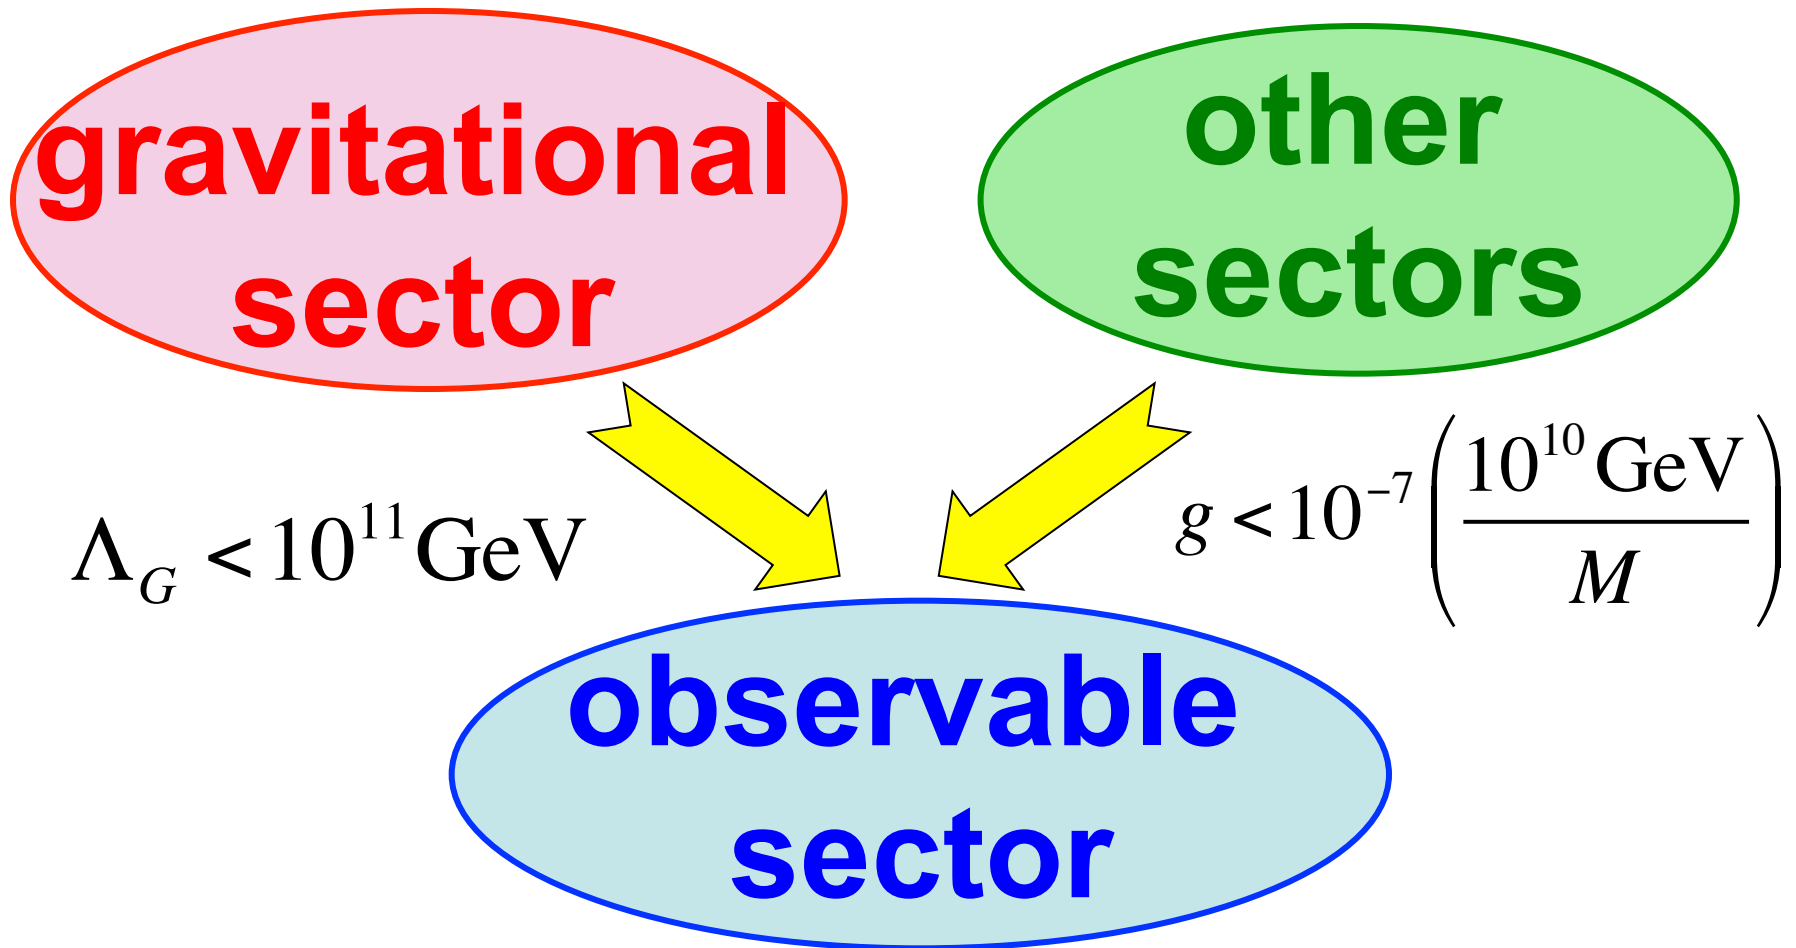 gravitational
sector
other
sectors
Λ_G < 10^11 GeV
g < 10^−7 (10^10 GeV / M)
observable
sector